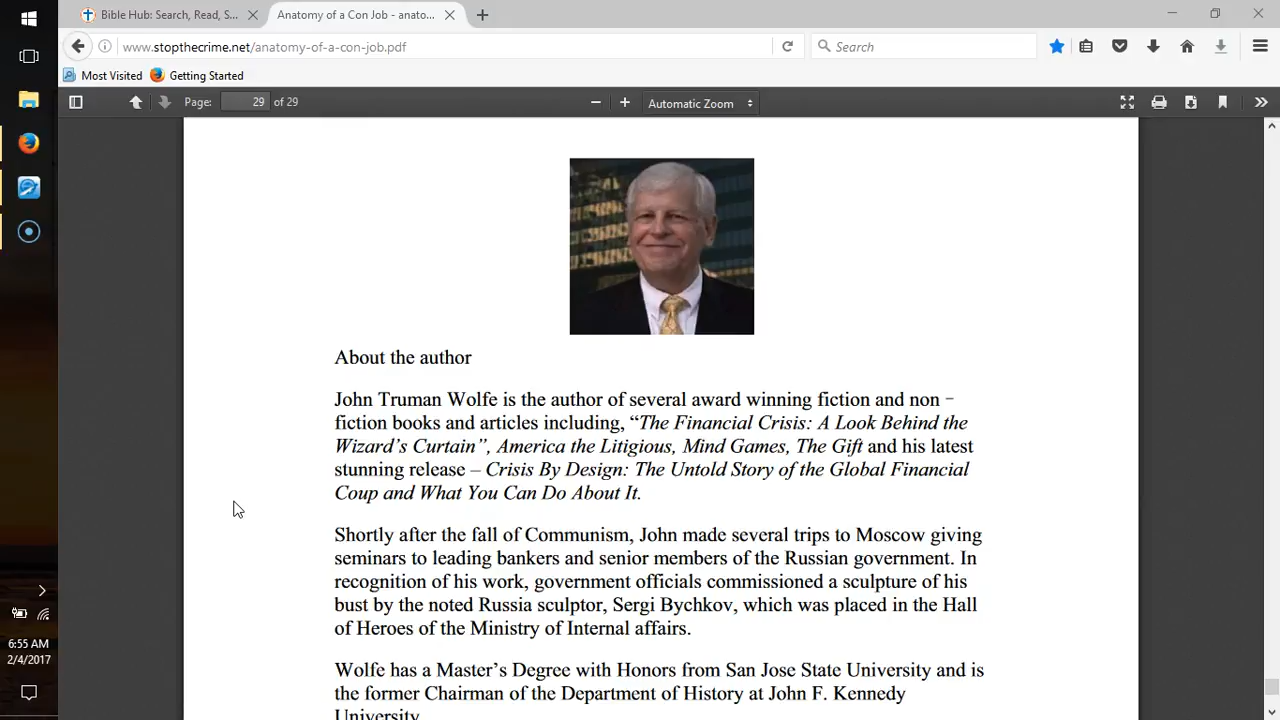 Bible Hub: Search, Read, S...
Anatomy of a Con Job - anato...
www.stopthecrime.net/anatomy-of-a-con-job.pdf
Search
Most Visited
Getting Started
Page: 29 of 29
Automatic Zoom
About the author
John Truman Wolfe is the author of several award winning fiction and non –
fiction books and articles including, “The Financial Crisis: A Look Behind the
Wizard’s Curtain”, America the Litigious, Mind Games, The Gift and his latest
stunning release – Crisis By Design: The Untold Story of the Global Financial
Coup and What You Can Do About It.
Shortly after the fall of Communism, John made several trips to Moscow giving
seminars to leading bankers and senior members of the Russian government. In
recognition of his work, government officials commissioned a sculpture of his
bust by the noted Russia sculptor, Sergi Bychkov, which was placed in the Hall
of Heroes of the Ministry of Internal affairs.
Wolfe has a Master’s Degree with Honors from San Jose State University and is
the former Chairman of the Department of History at John F. Kennedy
University.
6:55 AM
2/4/2017